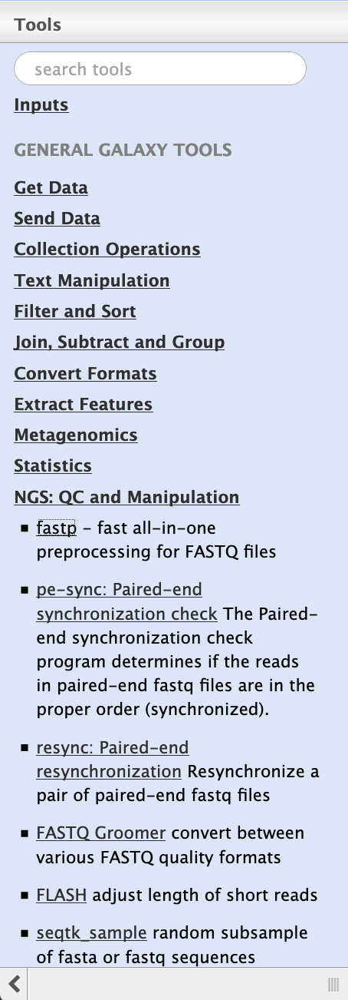 Tools
search tools
Inputs
GENERAL GALAXY TOOLS
Get Data
Send Data
Collection Operations
Text Manipulation
Filter and Sort
Join, Subtract and Group
Convert Formats
Extract Features
Metagenomics
Statistics
NGS: QC and Manipulation
fastp - fast all-in-one
preprocessing for FASTQ files
pe-sync: Paired-end
synchronization check The Paired-
end synchronization check
program determines if the reads
in paired-end fastq files are in the
proper order (synchronized).
resync: Paired-end
resynchronization Resynchronize a
pair of paired-end fastq files
FASTQ Groomer convert between
various FASTQ quality formats
FLASH adjust length of short reads
seqtk_sample random subsample
of fasta or fastq sequences